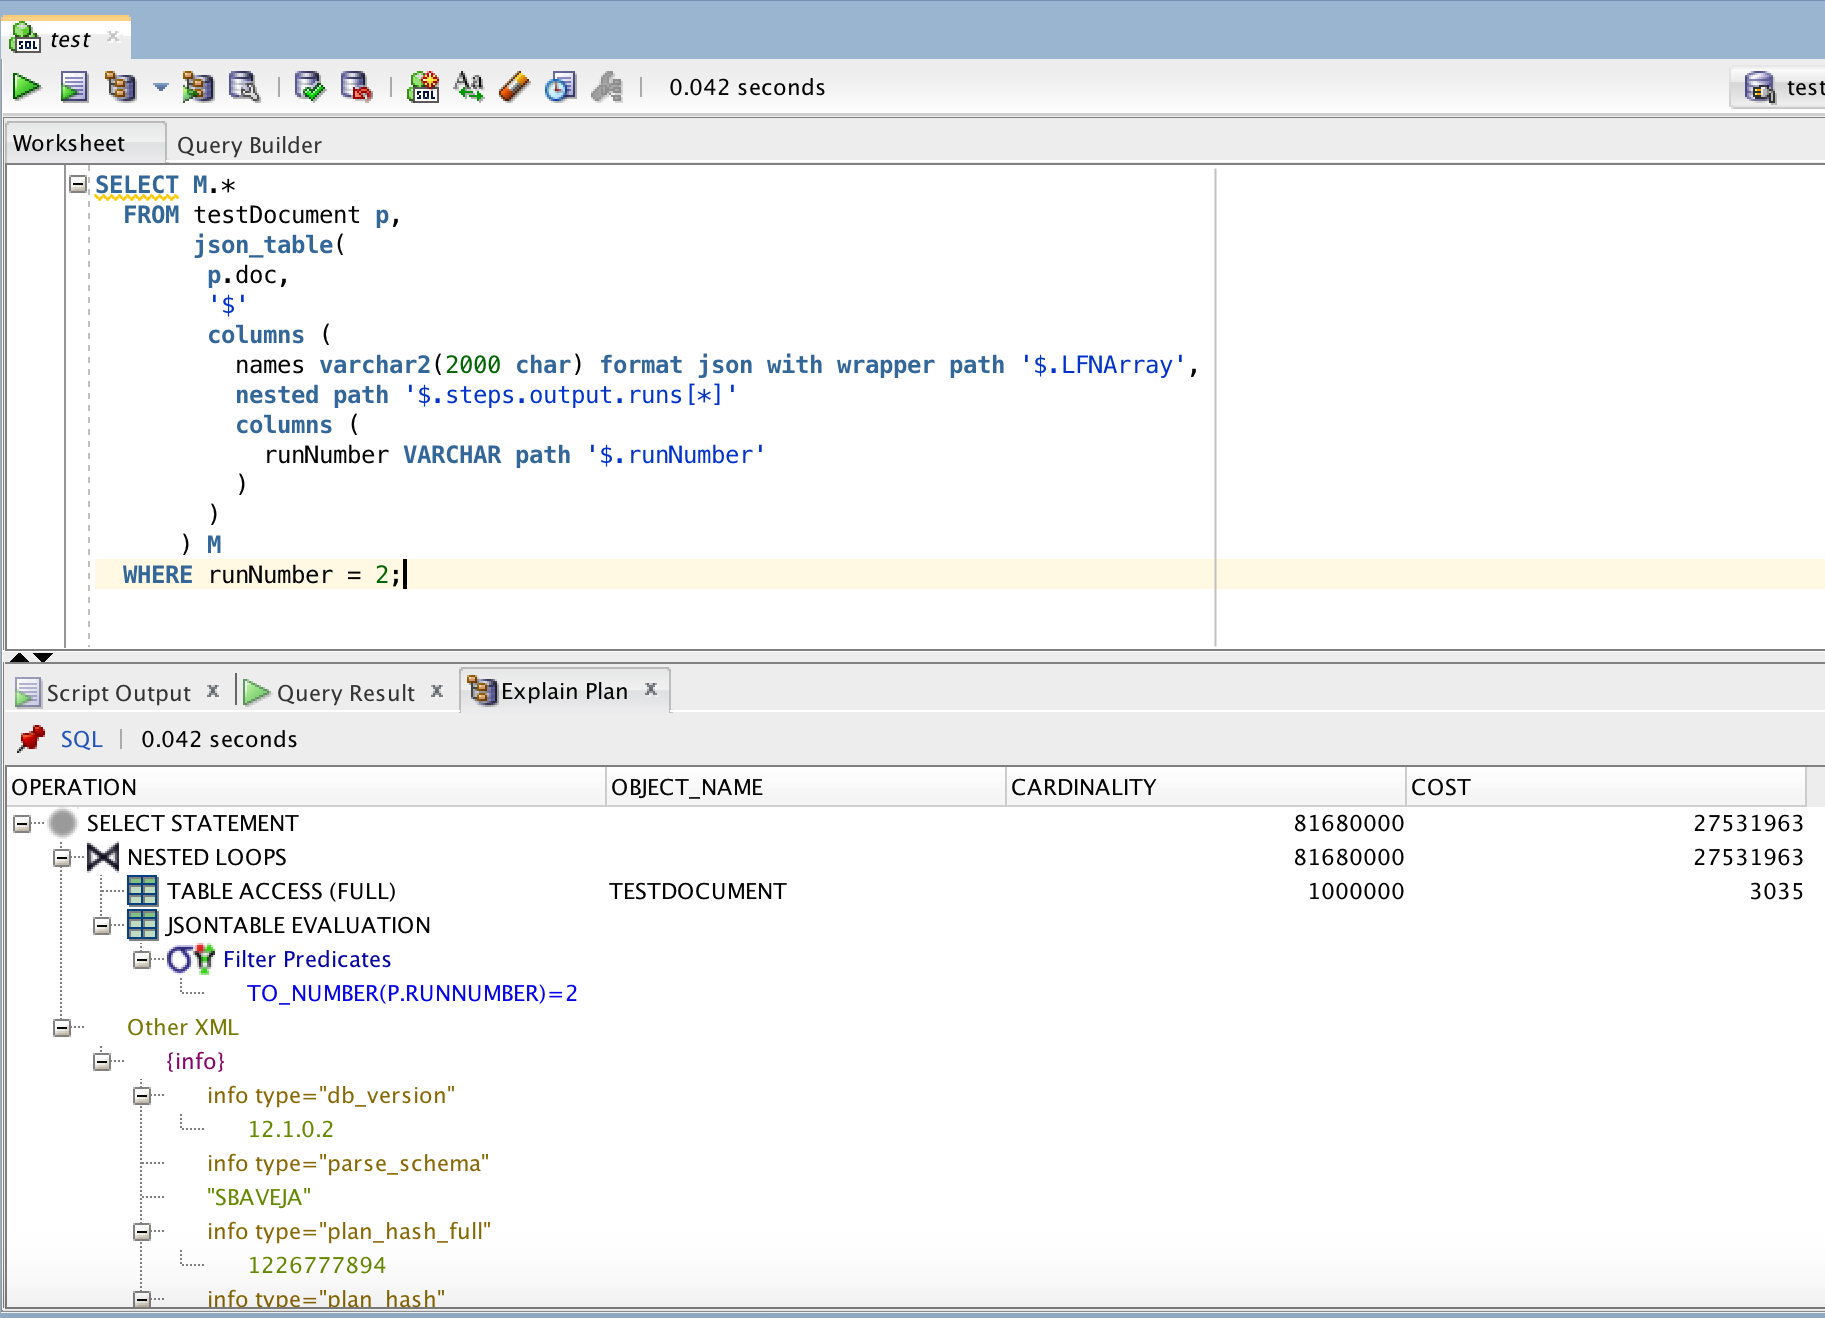 test
0.042 seconds
test
Worksheet
Query Builder
SELECT M.*
FROM testDocument p,
json_table(
p.doc,
'$'
columns (
names varchar2(2000 char) format json with wrapper path '$.LFNArray',
nested path '$.steps.output.runs[*]'
columns (
runNumber VARCHAR path '$.runNumber'
)
)
) M
WHERE runNumber = 2;
Script Output
Query Result
Explain Plan
SQL
0.042 seconds
OPERATION OBJECT_NAME CARDINALITY COST
SELECT STATEMENT 81680000 27531963
NESTED LOOPS 81680000 27531963
TABLE ACCESS (FULL) TESTDOCUMENT 1000000 3035
JSONTABLE EVALUATION
Filter Predicates
TO_NUMBER(P.RUNNUMBER)=2
Other XML
{info}
info type="db_version"
12.1.0.2
info type="parse_schema"
"SBAVEJA"
info type="plan_hash_full"
1226777894
info type="plan_hash"